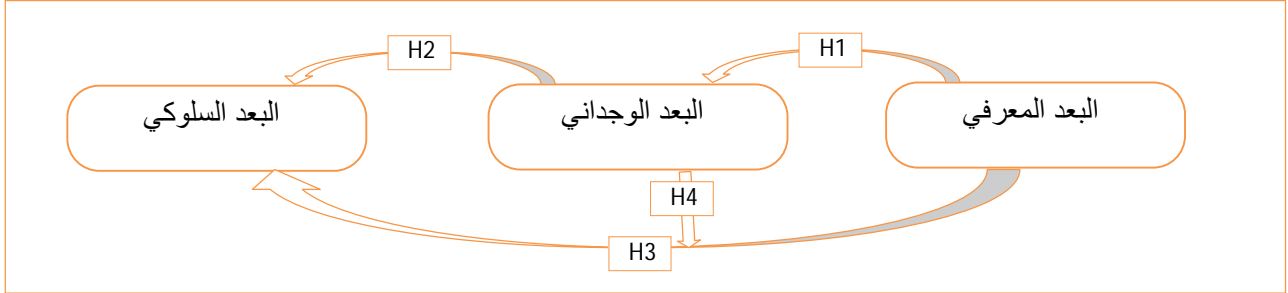 H1
H2
البعد المعرفي
البعد الوجداني
البعد السلوكي
H4
H3